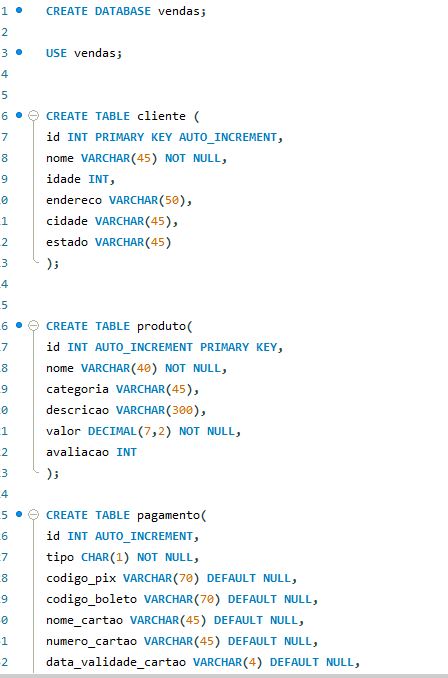 1 CREATE DATABASE vendas;
2
3 USE vendas;
4
5
6 CREATE TABLE cliente (
7 id INT PRIMARY KEY AUTO_INCREMENT,
8 nome VARCHAR(45) NOT NULL,
9 idade INT,
0 endereco VARCHAR(50),
1 cidade VARCHAR(45),
2 estado VARCHAR(45)
3 );
4
5
6 CREATE TABLE produto(
7 id INT AUTO_INCREMENT PRIMARY KEY,
8 nome VARCHAR(40) NOT NULL,
9 categoria VARCHAR(45),
0 descricao VARCHAR(300),
1 valor DECIMAL(7,2) NOT NULL,
2 avaliacao INT
3 );
4
5 CREATE TABLE pagamento(
6 id INT AUTO_INCREMENT,
7 tipo CHAR(1) NOT NULL,
8 codigo_pix VARCHAR(70) DEFAULT NULL,
9 codigo_boleto VARCHAR(70) DEFAULT NULL,
0 nome_cartao VARCHAR(45) DEFAULT NULL,
1 numero_cartao VARCHAR(45) DEFAULT NULL,
2 data_validade_cartao VARCHAR(4) DEFAULT NULL,